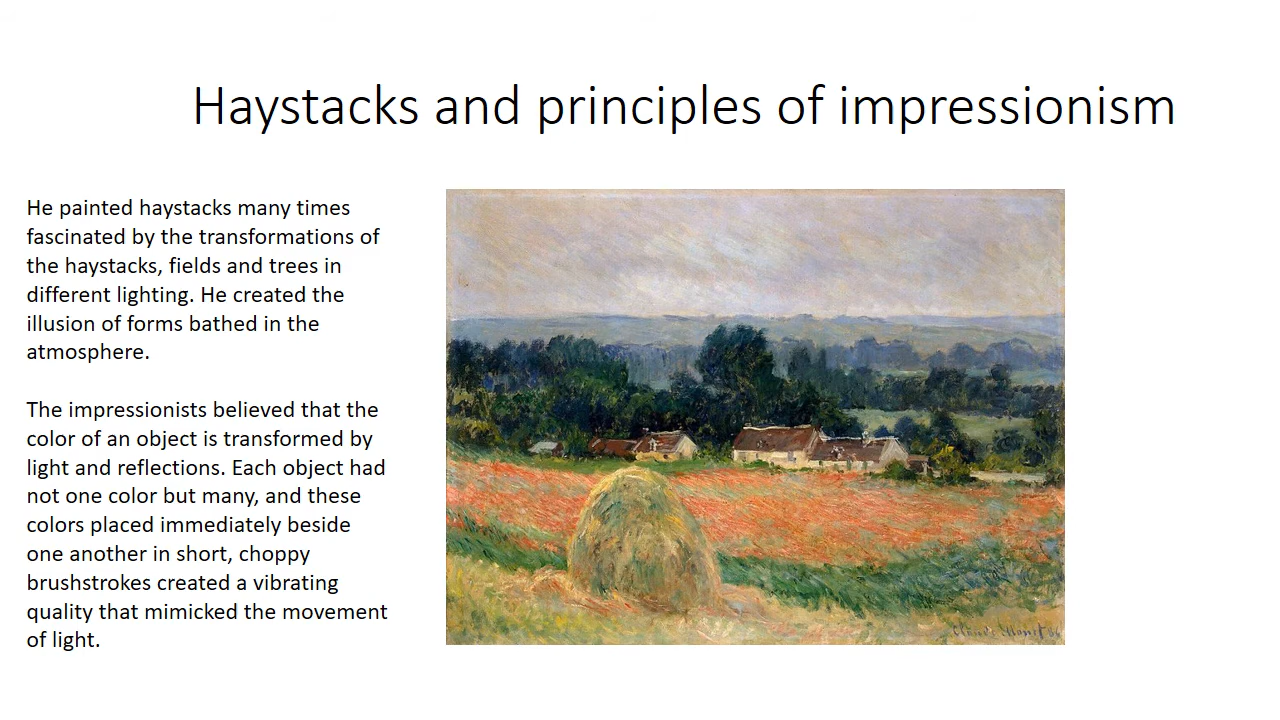 Haystacks and principles of impressionism
He painted haystacks many times
fascinated by the transformations of
the haystacks, fields and trees in
different lighting. He created the
illusion of forms bathed in the
atmosphere.
The impressionists believed that the
color of an object is transformed by
light and reflections. Each object had
not one color but many, and these
colors placed immediately beside
one another in short, choppy
brushstrokes created a vibrating
quality that mimicked the movement
of light.
Claude Monet 86